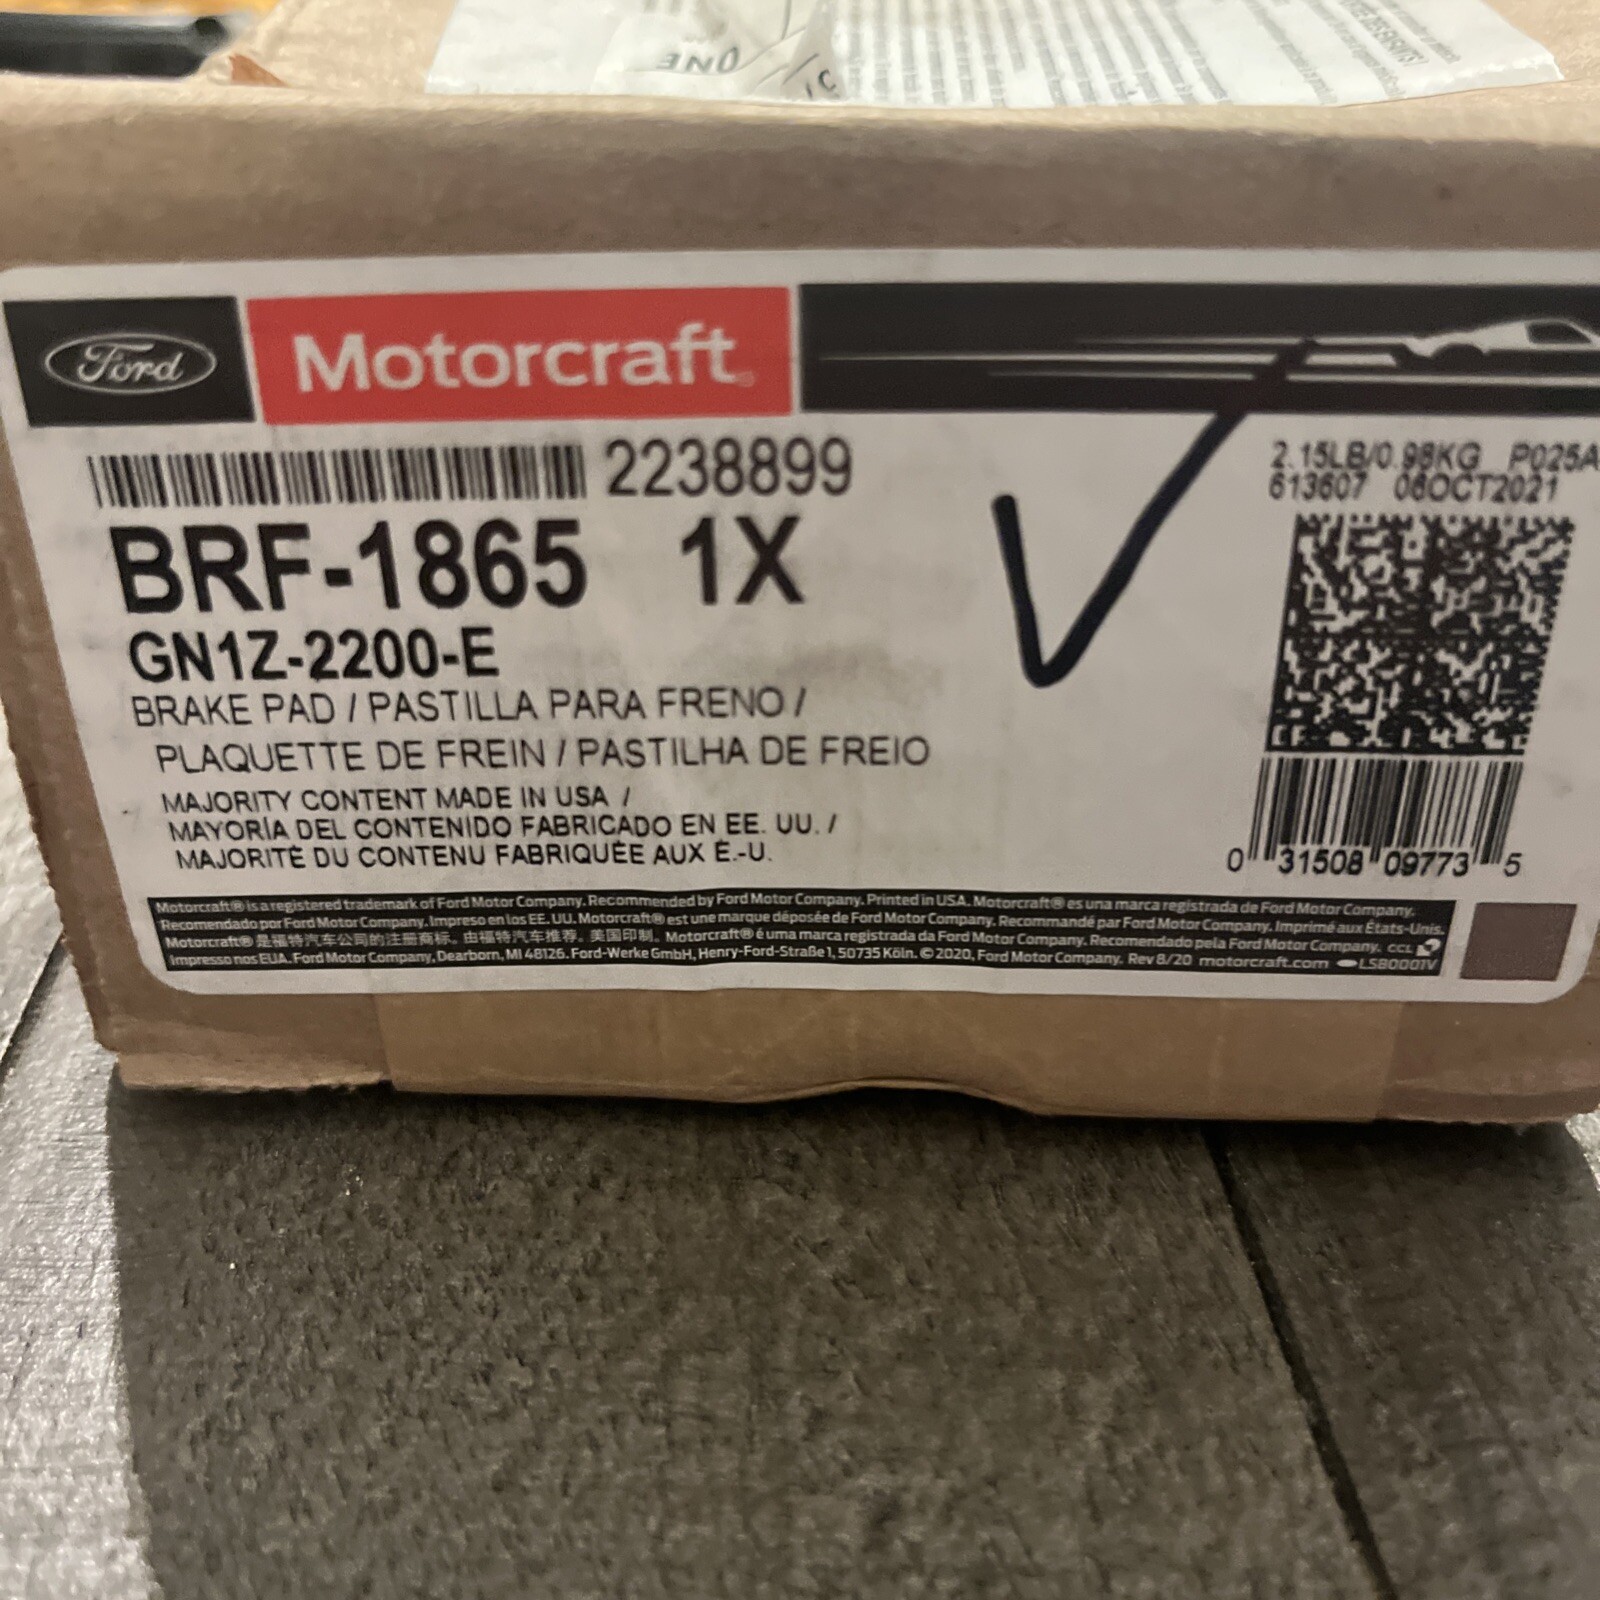 ONE
Ford
Motorcraft
2238899
2.15LB/0.98KG P025A
613607 06OCT2021
BRF-1865 1X
GN1Z-2200-E
BRAKE PAD / PASTILLA PARA FRENO /
PLAQUETTE DE FREIN / PASTILHA DE FREIO
MAJORITY CONTENT MADE IN USA /
MAYORÍA DEL CONTENIDO FABRICADO EN EE. UU. /
MAJORITÉ DU CONTENU FABRIQUÉE AUX É.-U.
0 31508 09773 5
Motorcraft® is a registered trademark of Ford Motor Company. Recommended by Ford Motor Company. Printed in USA. Motorcraft® es una marca registrada de Ford Motor Company.
Recomendado por Ford Motor Company. Impreso en los EE. UU. Motorcraft® est une marque déposée de Ford Motor Company. Recommandé par Ford Motor Company. Imprimé aux États-Unis.
Motorcraft® 是福特汽车公司的注册商标。由福特汽车推荐。美国印制。Motorcraft® é uma marca registrada da Ford Motor Company. Recomendado pela Ford Motor Company. CCL
Impresso nos EUA. Ford Motor Company, Dearborn, MI 48126. Ford-Werke GmbH, Henry-Ford-Straße 1, 50735 Köln. © 2020, Ford Motor Company. Rev 8/20 motorcraft.com LSB0001V